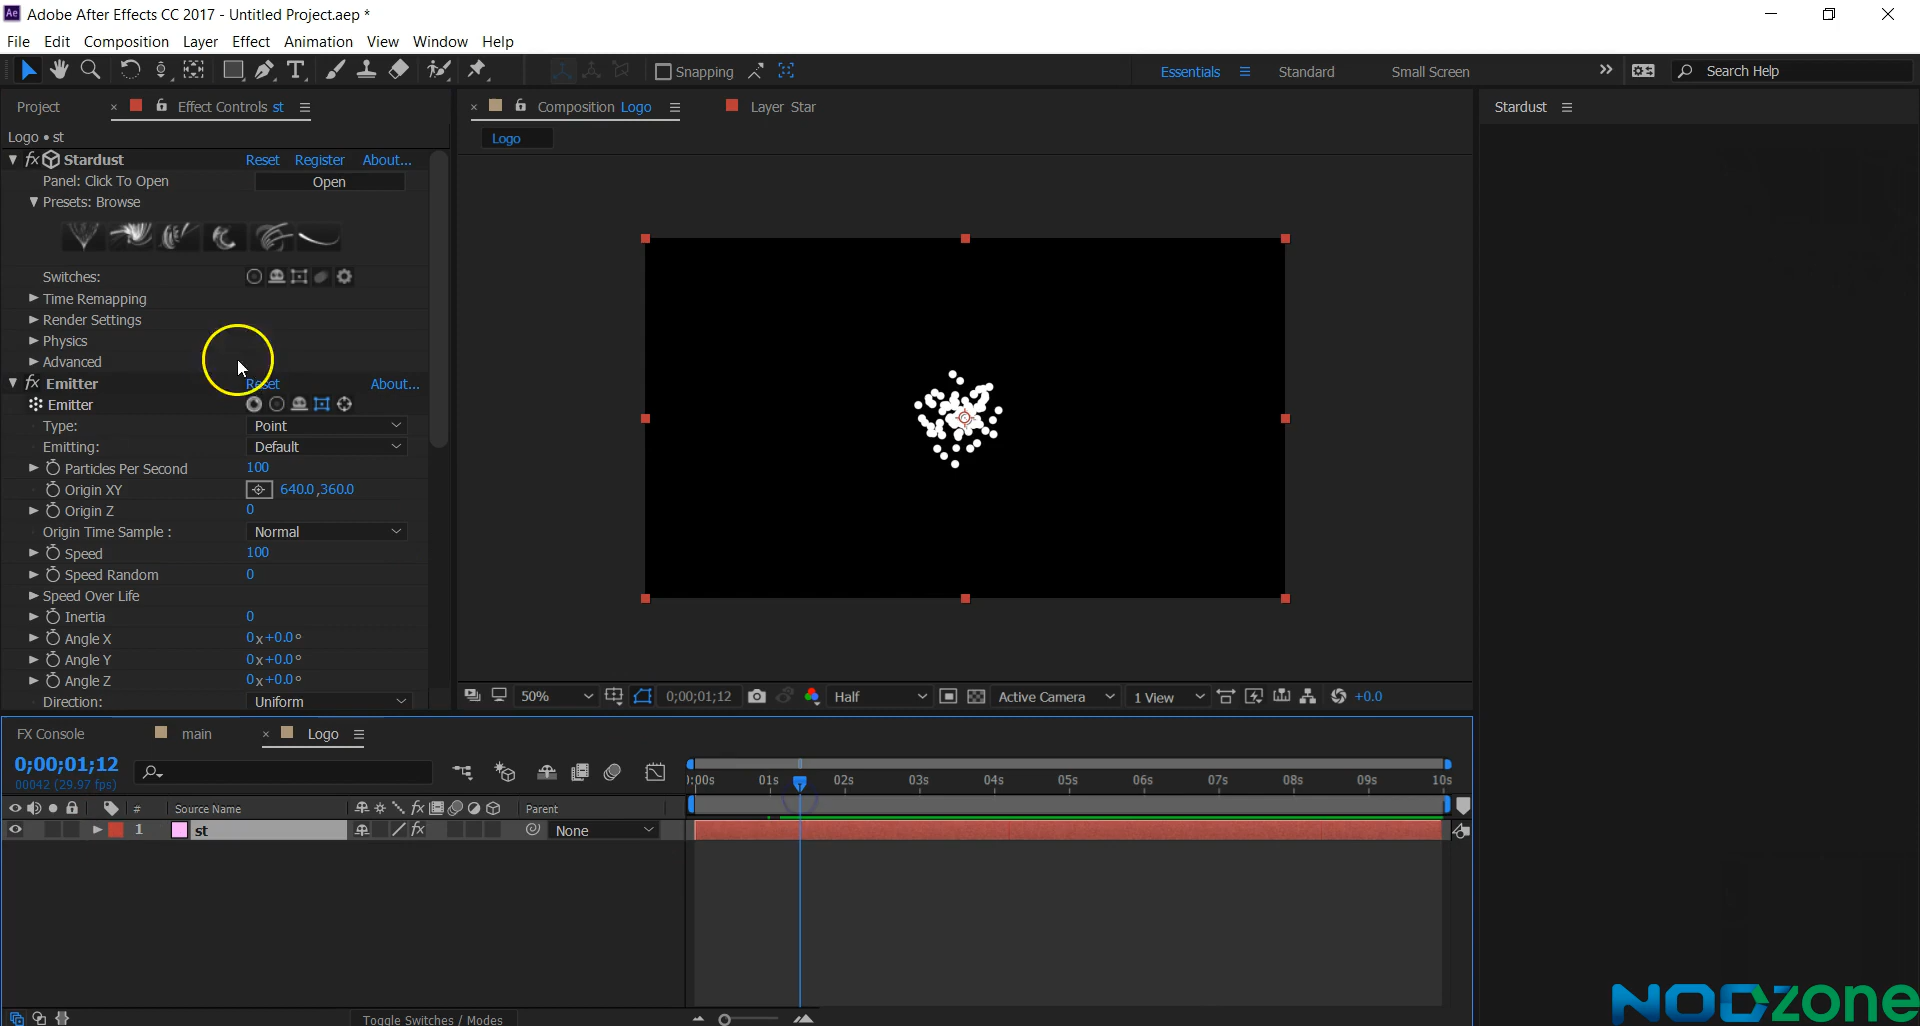 Ae Adobe After Effects CC 2017 - Untitled Project.aep *
File Edit Composition Layer Effect Animation View Window Help
Snapping Essentials Standard Small Screen Search Help
Project Effect Controls st Composition Logo Layer Star Stardust
Logo • st
Logo
fx Stardust Reset Register About...
Panel: Click To Open Open
Presets: Browse
Switches:
Time Remapping
Render Settings
Physics
Advanced
fx Emitter Reset About...
Emitter
Type: Point
Emitting: Default
Particles Per Second 100
Origin XY 640.0,360.0
Origin Z 0
Origin Time Sample : Normal
Speed 100
Speed Random 0
Speed Over Life
Inertia 0
Angle X 0x+0.0°
Angle Y 0x+0.0°
Angle Z 0x+0.0°
Direction: Uniform
50% 0;00;01;12 Half Active Camera 1 View +0.0
FX Console main Logo
0;00;01;12
00042 (29.97 fps)
):00s 01s 02s 03s 04s 05s 06s 07s 08s 09s 10s
# Source Name fx Parent
1 st fx None
Toggle Switches / Modes
NODzone